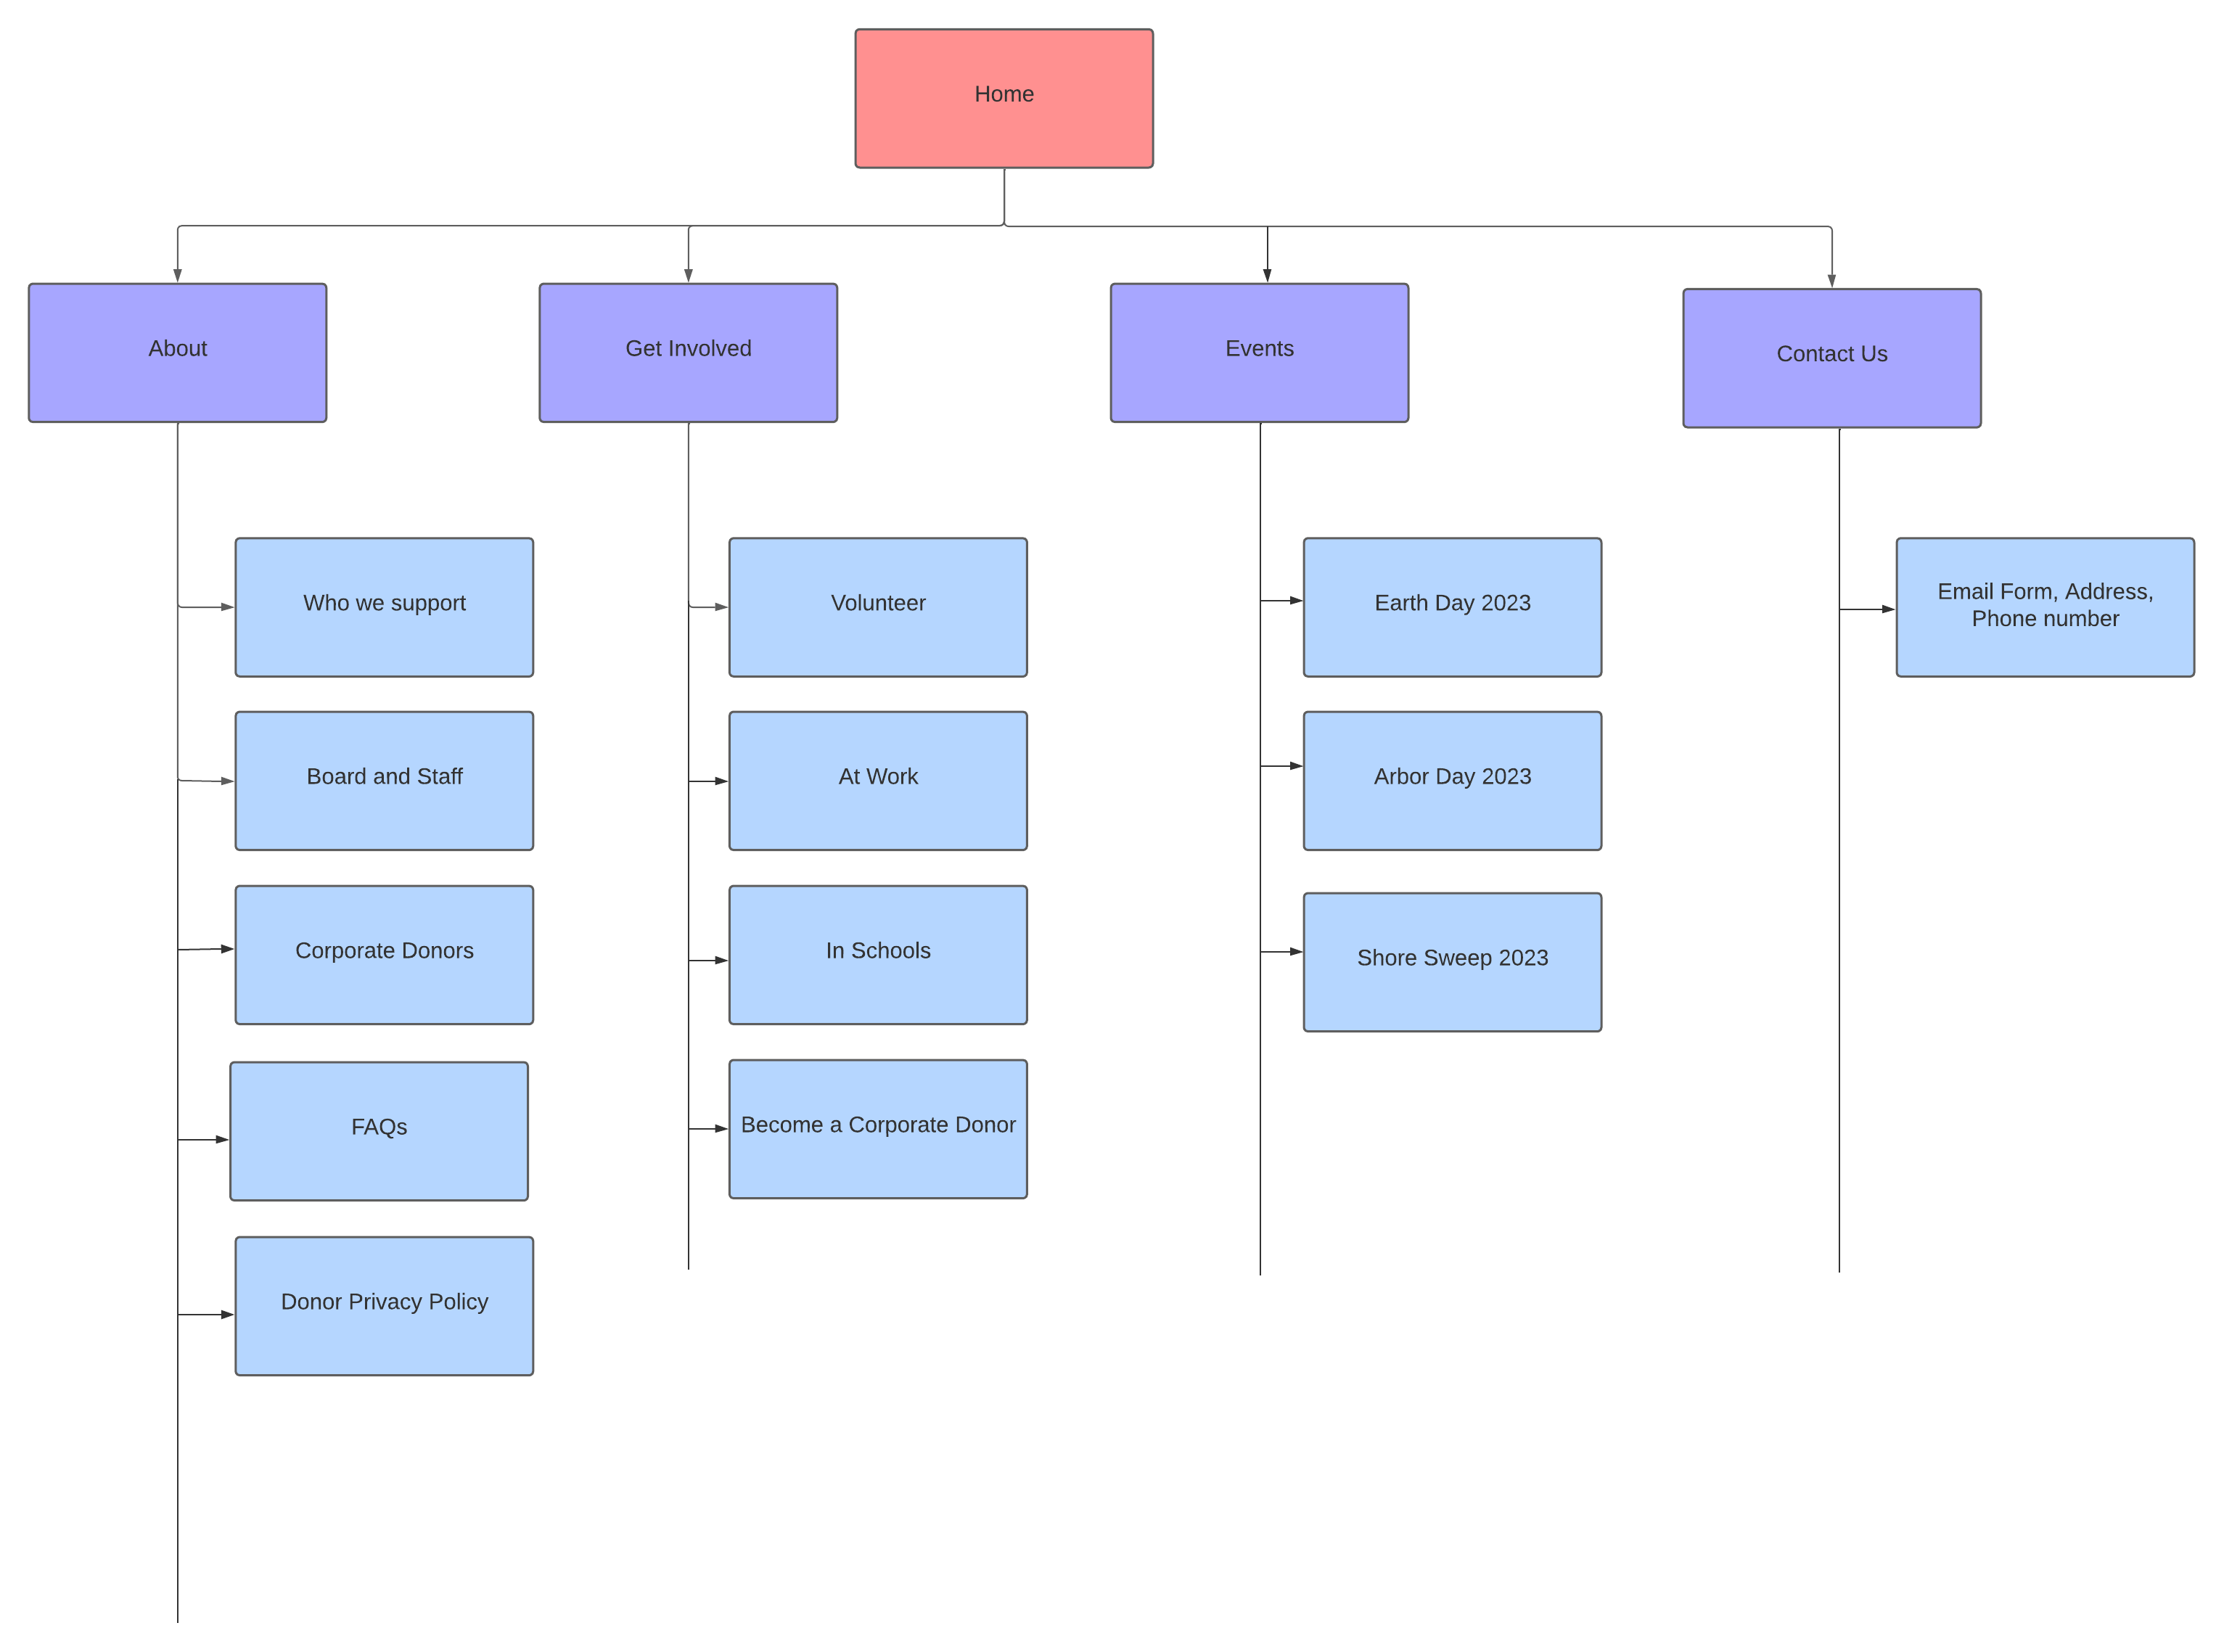 Home
About
Get Involved
Events
Contact Us
Who we support
Volunteer
Earth Day 2023
Email Form, Address,
Phone number
Board and Staff
At Work
Arbor Day 2023
Corporate Donors
In Schools
Shore Sweep 2023
FAQs
Become a Corporate Donor
Donor Privacy Policy